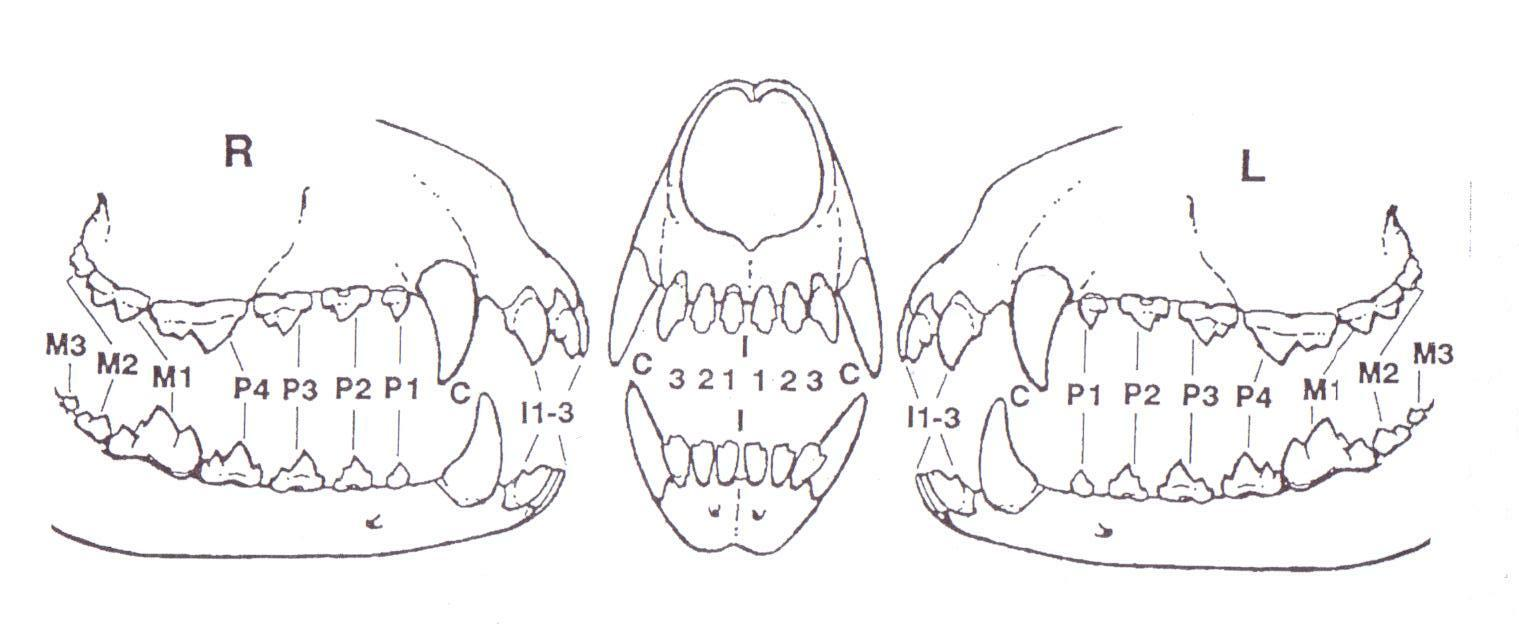 R
L
M3 M2 M1 P4 P3 P2 P1 C I1-3
C 3 2 1 I 1 2 3 C
I
I1-3 C P1 P2 P3 P4 M1 M2 M3